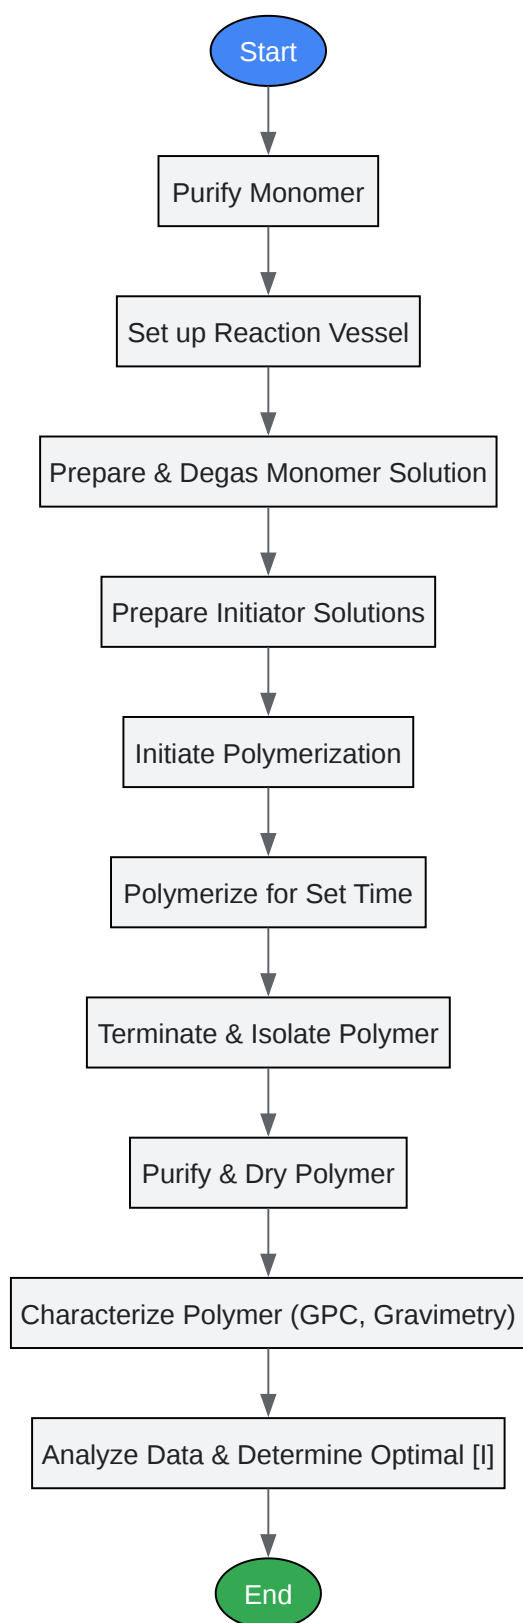 Start
Purify Monomer
Set up Reaction Vessel
Prepare & Degas Monomer Solution
Prepare Initiator Solutions
Initiate Polymerization
Polymerize for Set Time
Terminate & Isolate Polymer
Purify & Dry Polymer
Characterize Polymer (GPC, Gravimetry)
Analyze Data & Determine Optimal [I]
End